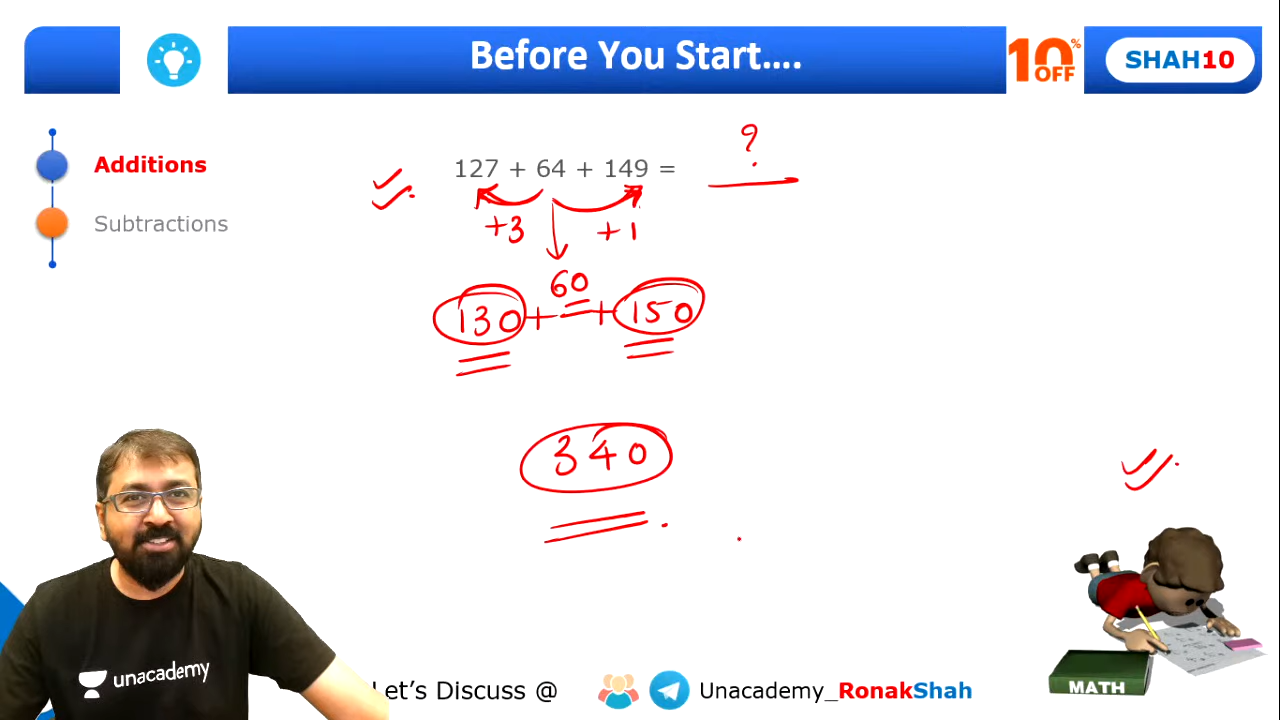 Before You Start....
10% OFF
SHAH10
Additions
Subtractions
127 + 64 + 149 = ?
+3 +1
60
130 + + 150
340
unacademy
MATH
Let's Discuss @ Unacademy_RonakShah